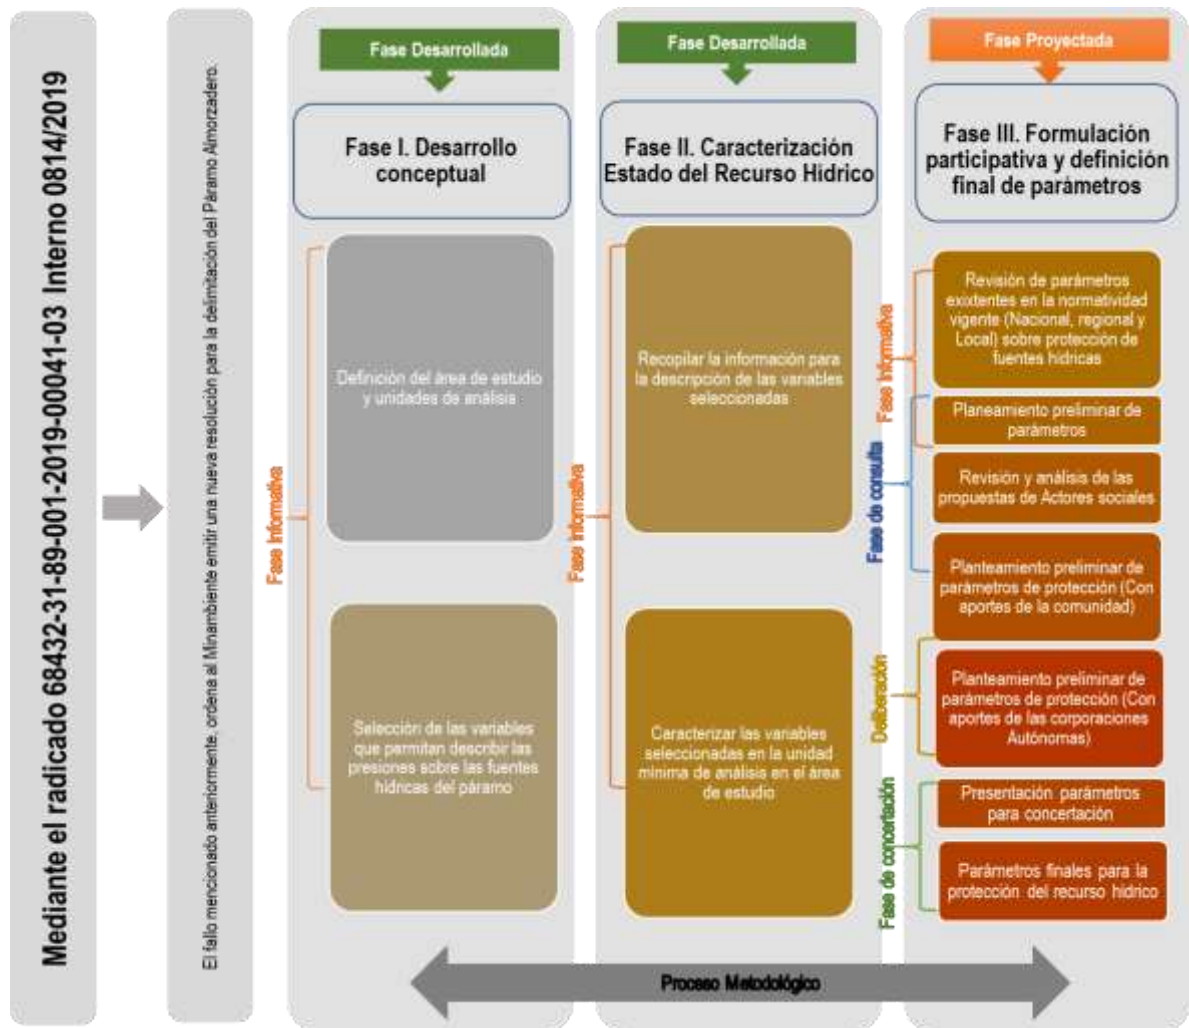 Mediante el radicado 68432-31-89-001-2019-00041-03 Interno 0814/2019
El fallo mencionado anteriormente, ordena al Minambiente emitir una nueva resolución para la delimitación del Páramo Almorzadero.
Fase Desarrollada
Fase I. Desarrollo
conceptual
Fase Informativa
Definición del área de estudio
y unidades de análisis
Selección de las variables
que permitan describir las
presiones sobre las fuentes
hídricas del páramo
Fase Desarrollada
Fase II. Caracterización
Estado del Recurso Hídrico
Fase Informativa
Recopilar la información para
la descripción de las variables
seleccionadas
Caracterizar las variables
seleccionadas en la unidad
mínima de análisis en el área
de estudio
Fase Proyectada
Fase III. Formulación
participativa y definición
final de parámetros
Fase Informativa
Revisión de parámetros
exixtentes en la normatividad
vigente (Nacional, regional y
Local) sobre protección de
fuentes hídricas
Planeamiento preliminar de
parámetros
Fase de consulta
Revisión y análisis de las
propuestas de Actores sociales
Planteamiento preliminar de
parámetros de protección (Con
aportes de la comunidad)
Deliberación
Planteamiento preliminar de
parámetros de protección (Con
aportes de las corporaciones
Autónomas)
Fase de concertación
Presentación parámetros
para concertación
Parámetros finales para la
protección del recurso hídrico
Proceso Metodológico